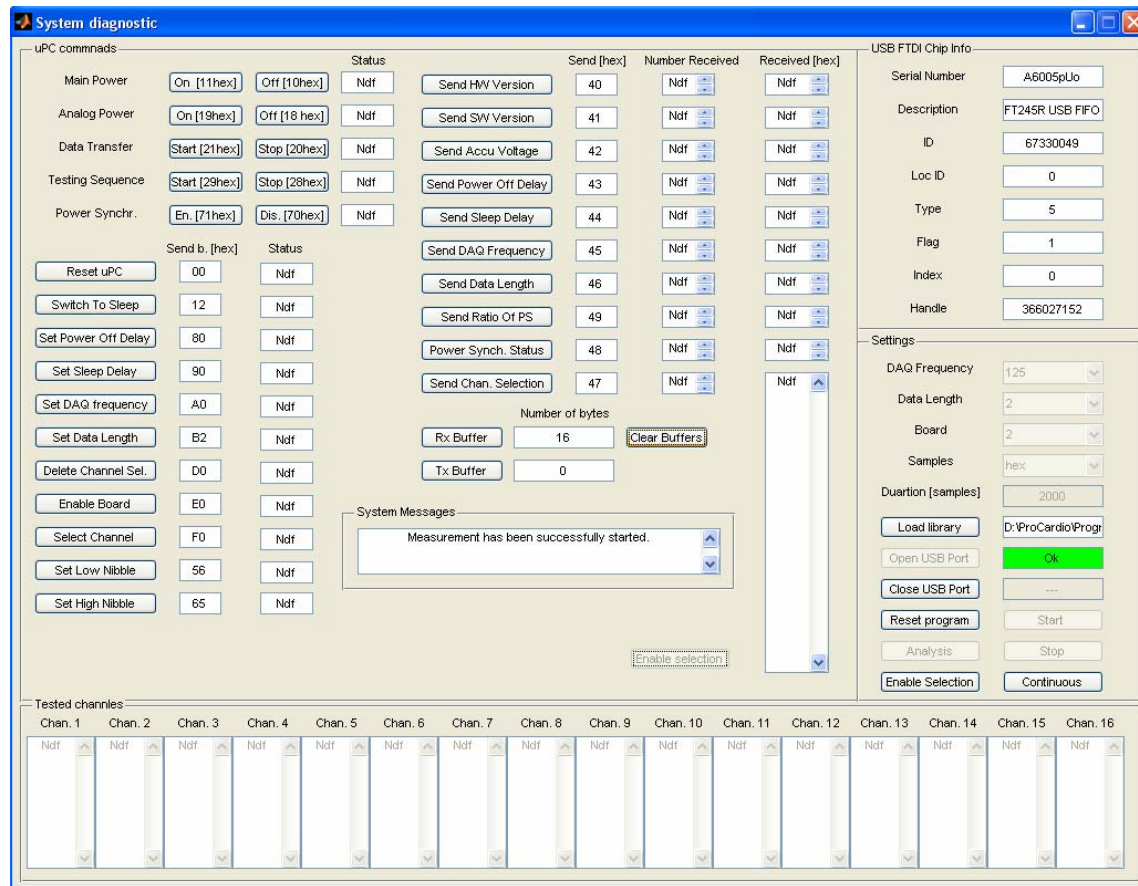 System diagnostic
uPC commnads
Status
Main Power On [11hex] Off [10hex] Ndf
Analog Power On [19hex] Off [18 hex] Ndf
Data Transfer Start [21hex] Stop [20hex] Ndf
Testing Sequence Start [29hex] Stop [28hex] Ndf
Power Synchr. En. [71hex] Dis. [70hex] Ndf
Send b. [hex] Status
Reset uPC 00 Ndf
Switch To Sleep 12 Ndf
Set Power Off Delay 80 Ndf
Set Sleep Delay 90 Ndf
Set DAQ frequency A0 Ndf
Set Data Length B2 Ndf
Delete Channel Sel. D0 Ndf
Enable Board E0 Ndf
Select Channel F0 Ndf
Set Low Nibble 56 Ndf
Set High Nibble 65 Ndf
Send [hex] Number Received Received [hex]
Send HW Version 40 Ndf Ndf
Send SW Version 41 Ndf Ndf
Send Accu Voltage 42 Ndf Ndf
Send Power Off Delay 43 Ndf Ndf
Send Sleep Delay 44 Ndf Ndf
Send DAQ Frequency 45 Ndf Ndf
Send Data Length 46 Ndf Ndf
Send Ratio Of PS 49 Ndf Ndf
Power Synch. Status 48 Ndf Ndf
Send Chan. Selection 47 Ndf Ndf
Number of bytes
Rx Buffer 16 Clear Buffers
Tx Buffer 0
System Messages
Measurement has been successfully started.
Enable selection
USB FTDI Chip Info
Serial Number A6005pUo
Description FT245R USB FIFO
ID 67330049
Loc ID 0
Type 5
Flag 1
Index 0
Handle 366027152
Settings
DAQ Frequency 125
Data Length 2
Board 2
Samples hex
Duartion [samples] 2000
Load library D:\ProCardio\Progr
Open USB Port Ok
Close USB Port ---
Reset program Start
Analysis Stop
Enable Selection Continuous
Tested channles
Chan. 1 Chan. 2 Chan. 3 Chan. 4 Chan. 5 Chan. 6 Chan. 7 Chan. 8 Chan. 9 Chan. 10 Chan. 11 Chan. 12 Chan. 13 Chan. 14 Chan. 15 Chan. 16
Ndf Ndf Ndf Ndf Ndf Ndf Ndf Ndf Ndf Ndf Ndf Ndf Ndf Ndf Ndf Ndf